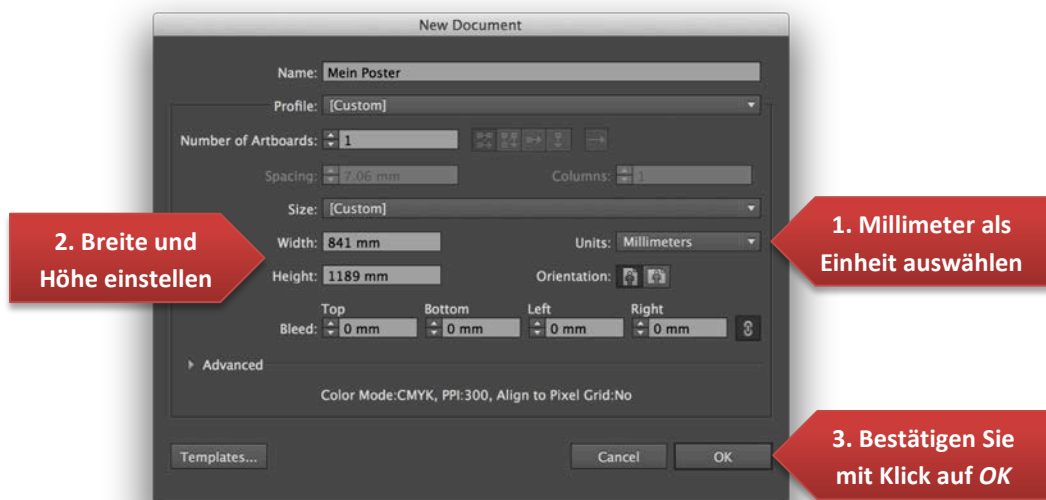 New Document
Name: Mein Poster
Profile: [Custom]
Number of Artboards: 1
Spacing: 7.06 mm Columns: 1
Size: [Custom]
2. Breite und
Höhe einstellen
Width: 841 mm Units: Millimeters
1. Millimeter als
Einheit auswählen
Height: 1189 mm Orientation:
Top Bottom Left Right
Bleed: 0 mm 0 mm 0 mm 0 mm
Advanced
Color Mode:CMYK, PPI:300, Align to Pixel Grid:No
Templates... Cancel OK
3. Bestätigen Sie
mit Klick auf OK